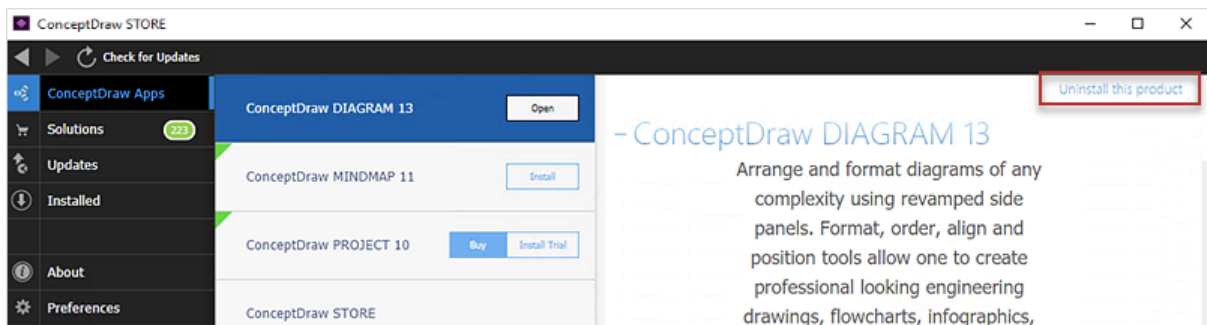 ConceptDraw STORE
Check for Updates
ConceptDraw Apps
Solutions 223
Updates
Installed
About
Preferences
ConceptDraw DIAGRAM 13 Open
ConceptDraw MINDMAP 11 Install
ConceptDraw PROJECT 10 Buy Install Trial
ConceptDraw STORE
Uninstall this product
– ConceptDraw DIAGRAM 13
Arrange and format diagrams of any
complexity using revamped side
panels. Format, order, align and
position tools allow one to create
professional looking engineering
drawings, flowcharts, infographics,